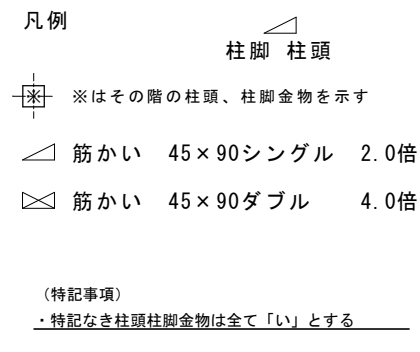 凡例
柱脚 柱頭
※ ※はその階の柱頭、柱脚金物を示す
筋かい 45×90シングル 2.0倍
筋かい 45×90ダブル 4.0倍
(特記事項)
・特記なき柱頭柱脚金物は全て「い」とする